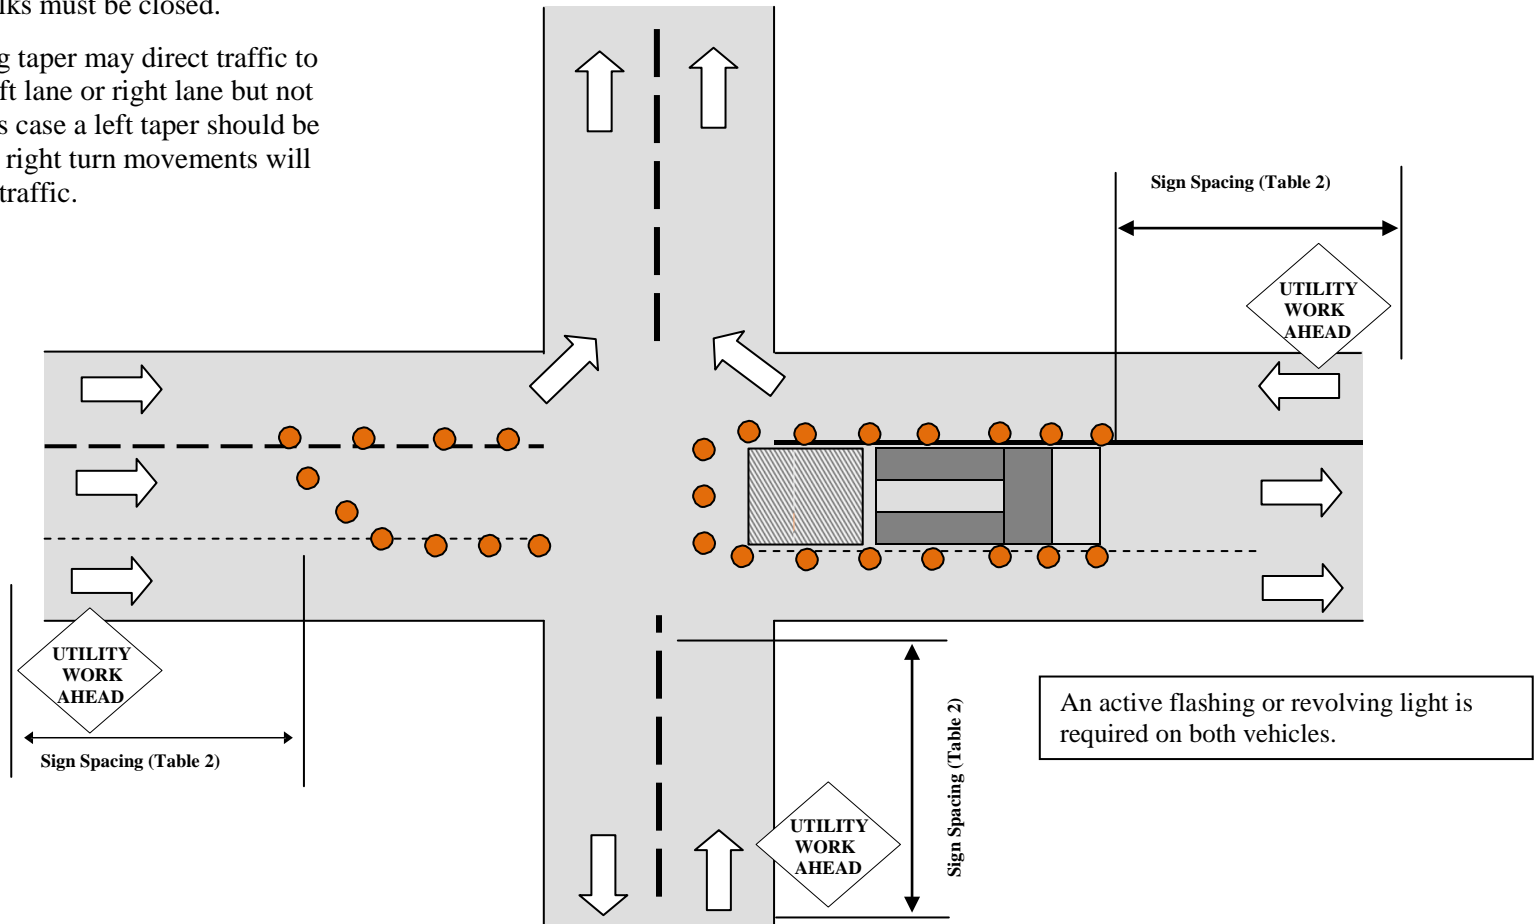 must be closed.
taper may direct traffic to
lane or right lane but not
case a left taper should be
right turn movements will
traffic.
Sign Spacing (Table 2)
UTILITY
WORK
AHEAD
UTILITY
WORK
AHEAD
Sign Spacing (Table 2)
An active flashing or revolving light is
required on both vehicles.
Sign Spacing (Table 2)
UTILITY
WORK
AHEAD